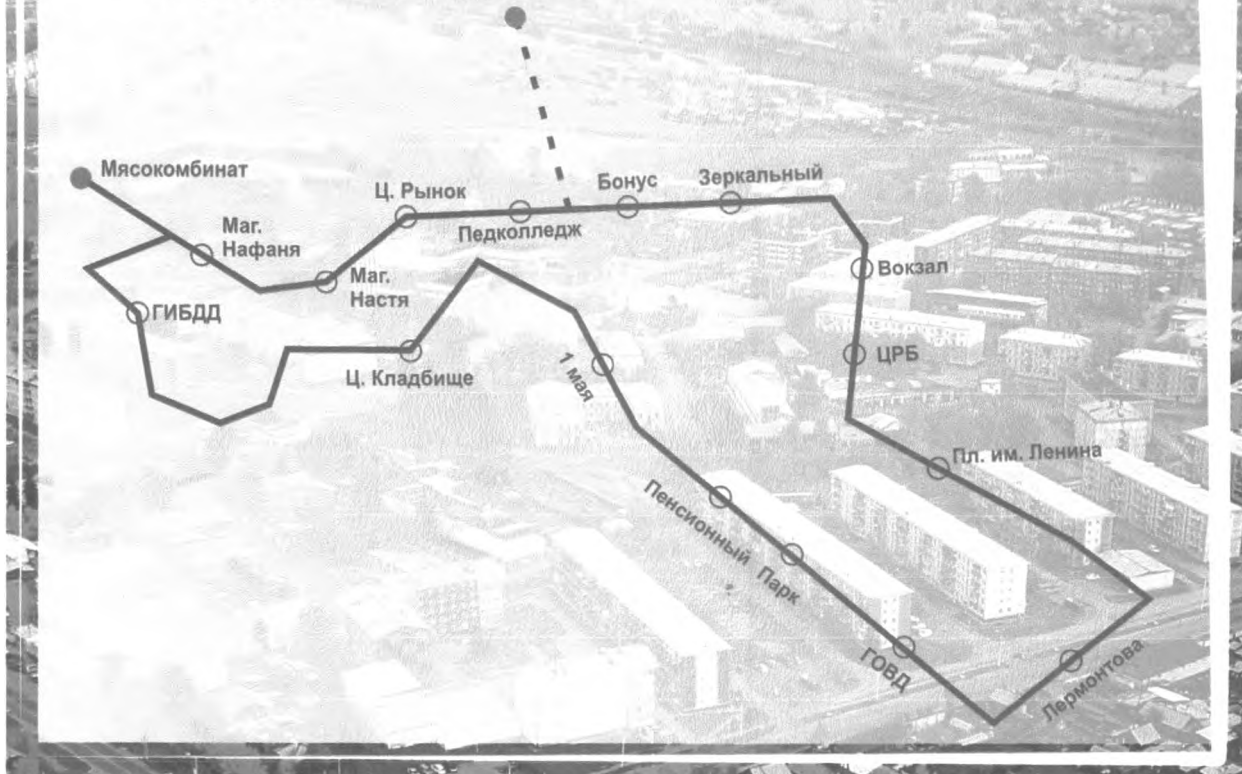 Мясокомбинат
Маг.
Нафаня
Ц. Рынок
Педколледж
Бонус
Зеркальный
Маг.
Настя
Вокзал
ГИБДД
Ц. Кладбище
1 мая
ЦРБ
Пл. им. Ленина
Пенсионный
Парк
ГОВД
Лермонтова